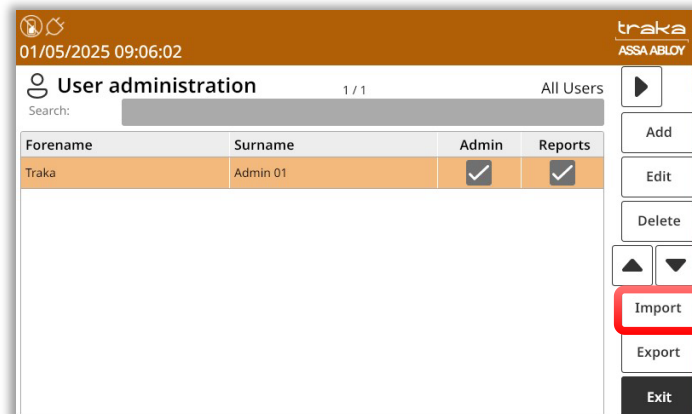 traka
01/05/2025 09:06:02
ASSA ABLOY
User administration 1 / 1 All Users
Search:
Add
Forename Surname Admin Reports
Traka Admin 01
Edit
Delete
Import
Export
Exit